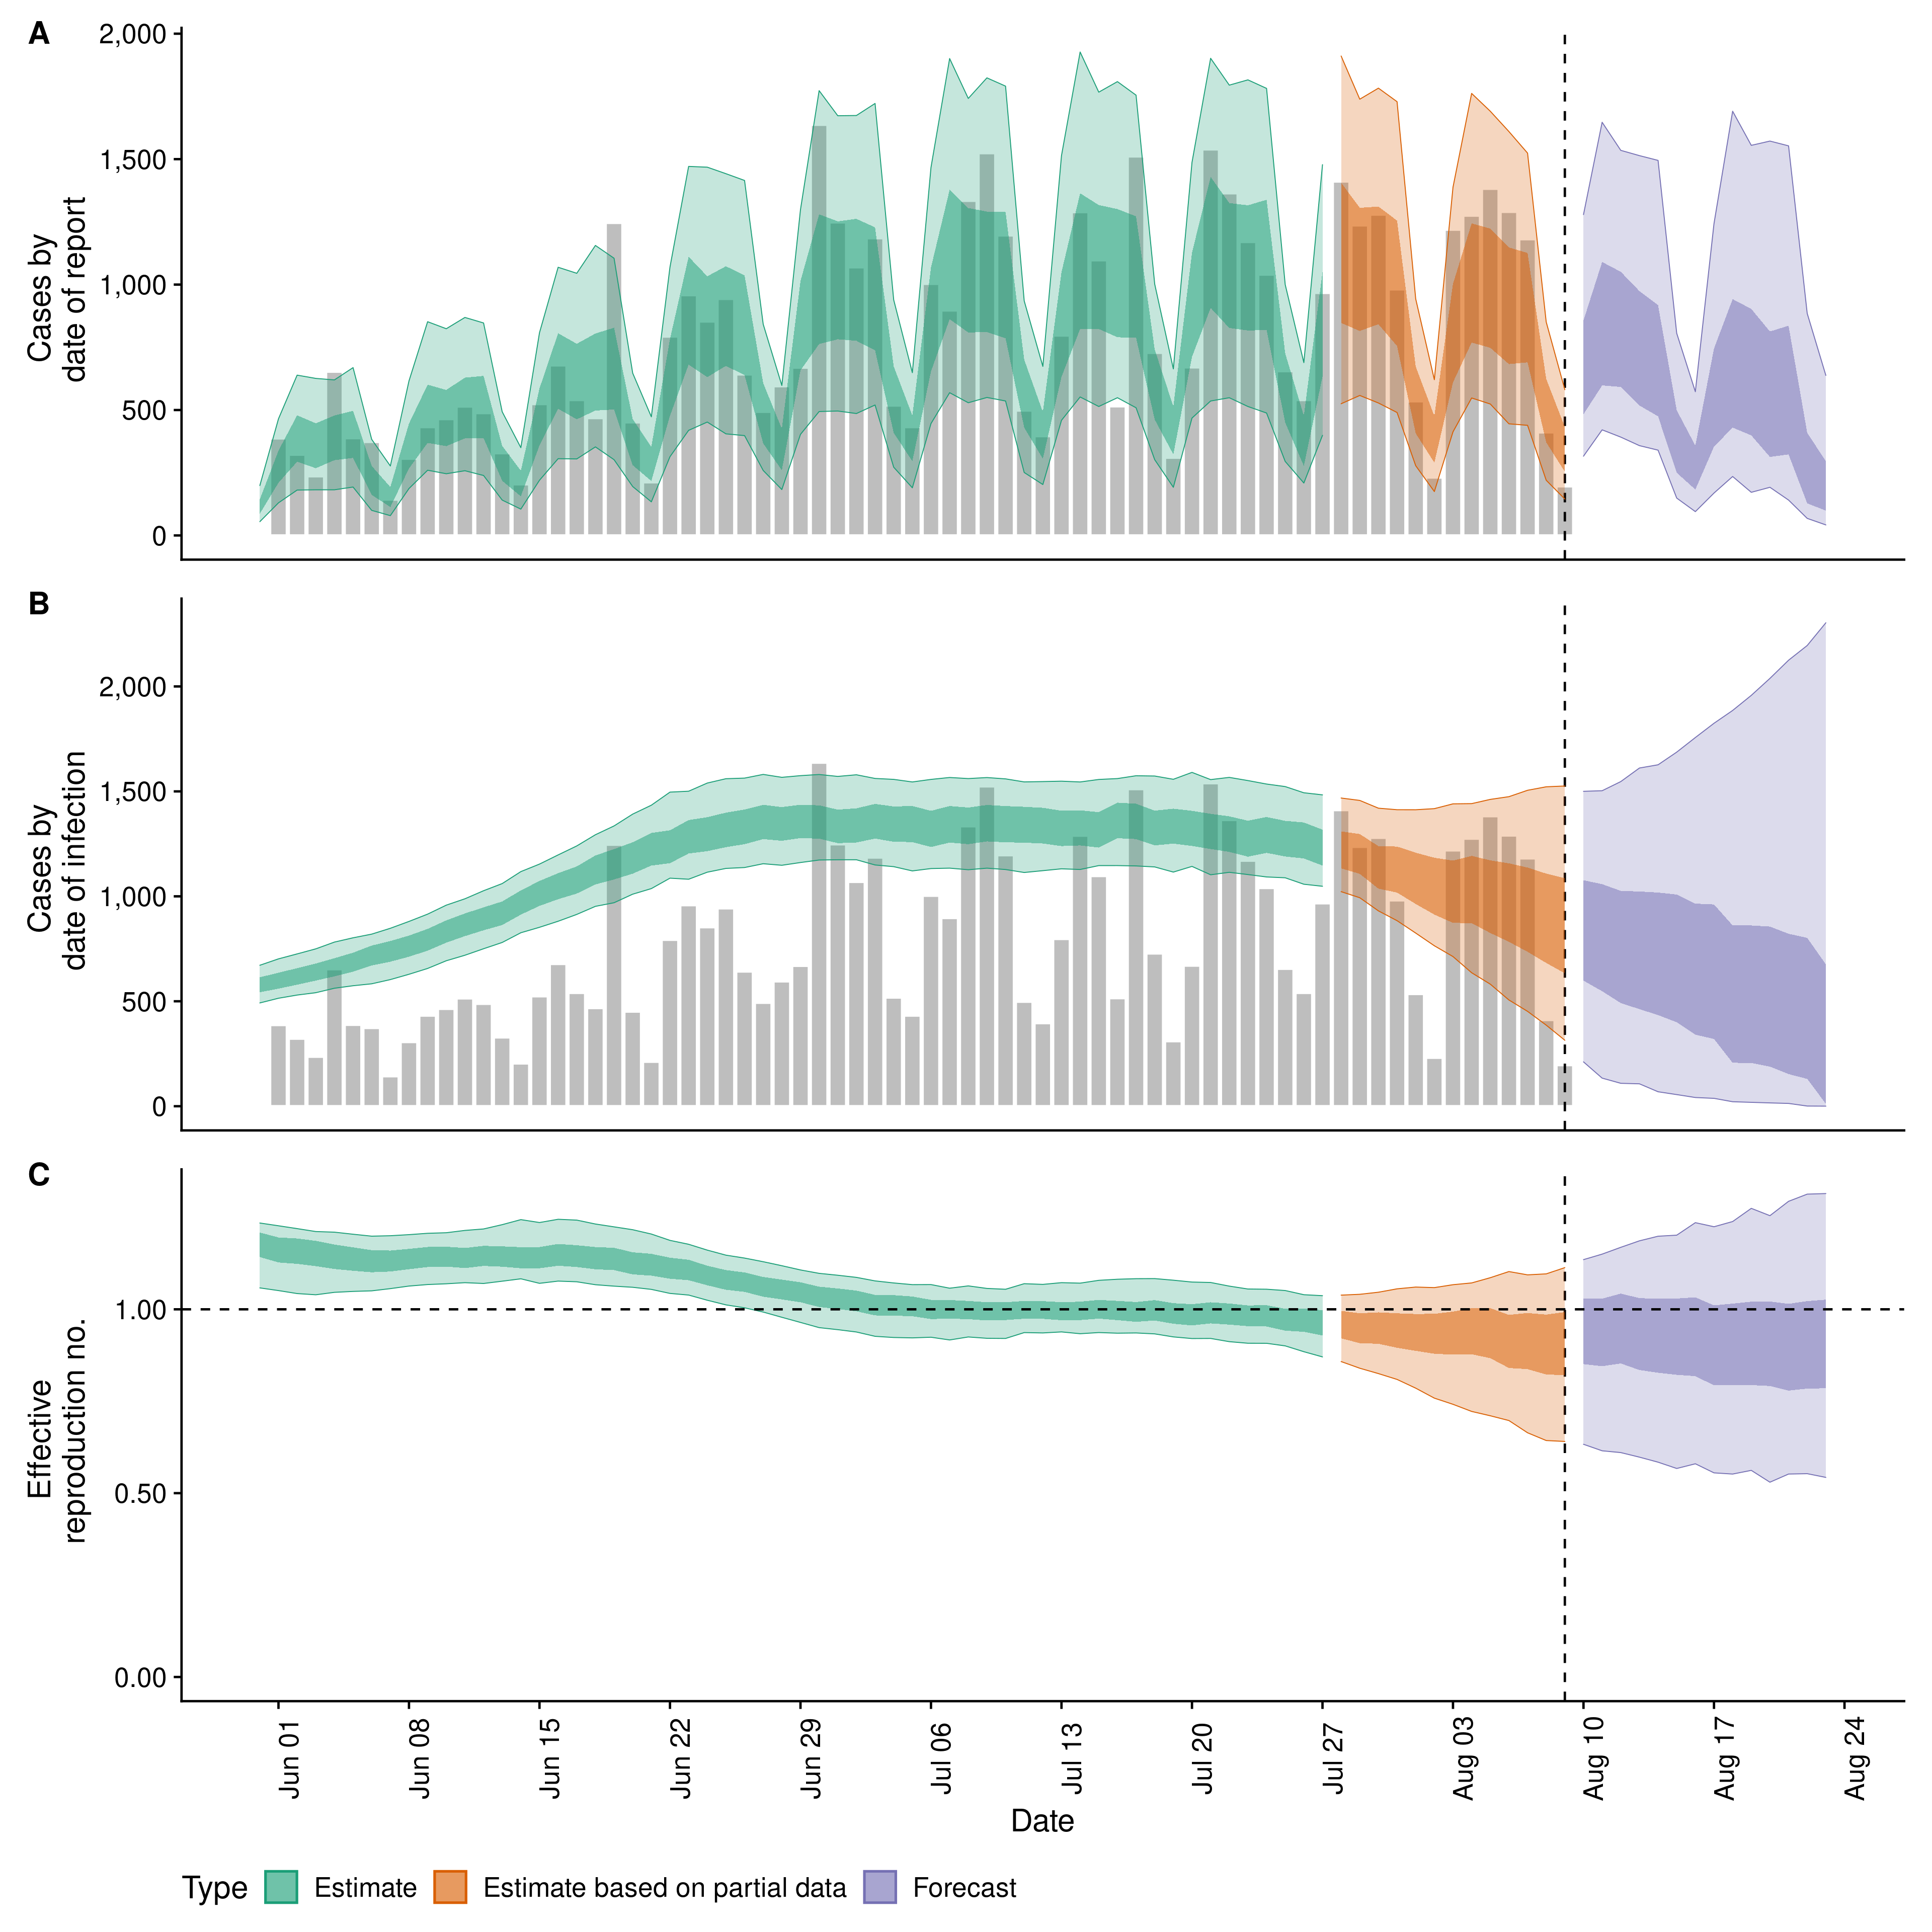 A
2,000
1,500
1,000
500
0
Cases by
date of report
B
2,000
1,500
1,000
500
0
Cases by
date of infection
C
1.00
0.50
0.00
Effective
reproduction no.
Jun 01
Jun 08
Jun 15
Jun 22
Jun 29
Jul 06
Jul 13
Jul 20
Jul 27
Aug 03
Aug 10
Aug 17
Aug 24
Date
Type Estimate Estimate based on partial data Forecast